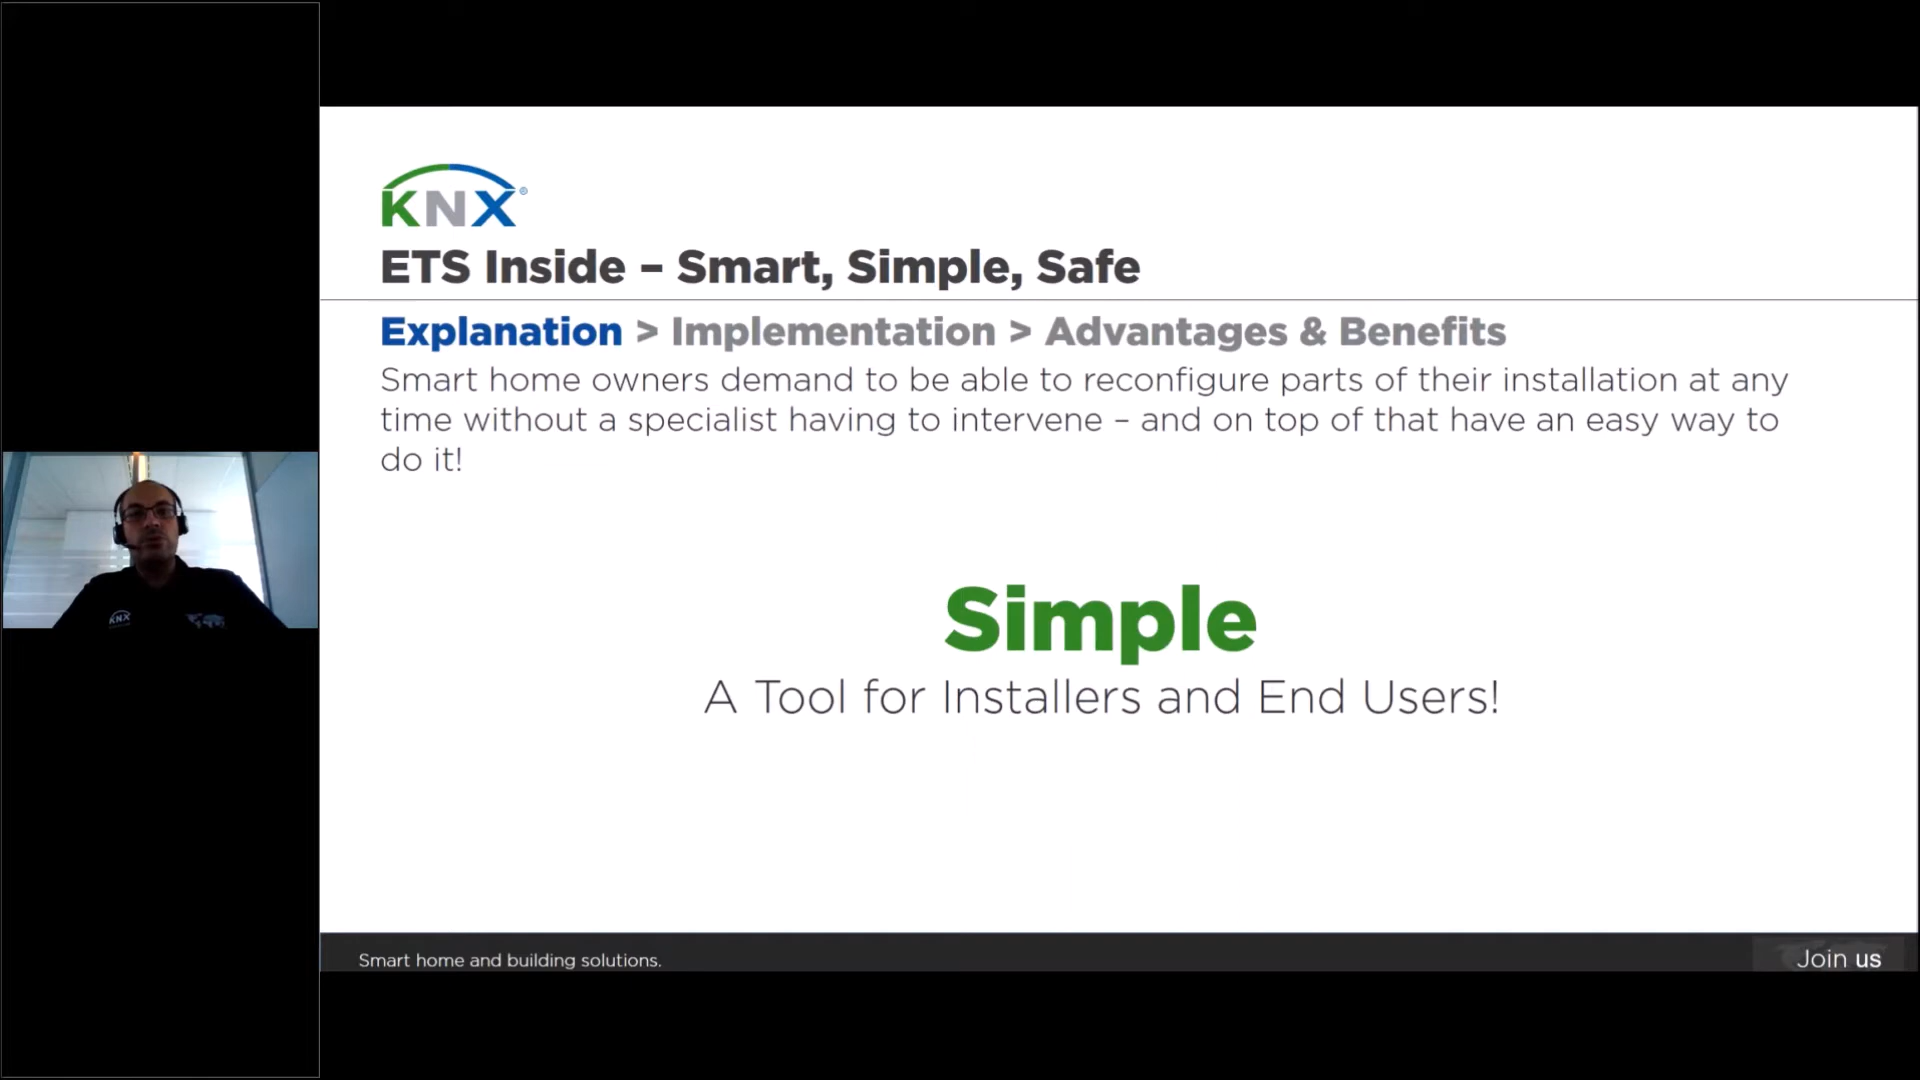 KNX
ETS Inside – Smart, Simple, Safe
Explanation > Implementation > Advantages & Benefits
Smart home owners demand to be able to reconfigure parts of their installation at any
time without a specialist having to intervene – and on top of that have an easy way to
do it!
Simple
A Tool for Installers and End Users!
KNX
Smart home and building solutions.
Join us